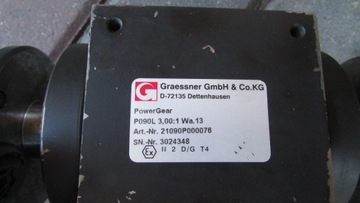 G
Graessner GmbH & Co.KG
D-72135 Dettenhausen
PowerGear
P090L 3,00:1 Wa.13
Art.-Nr. 21090P000076
SN.-Nr. 3024348
Ex II 2 D/G T4